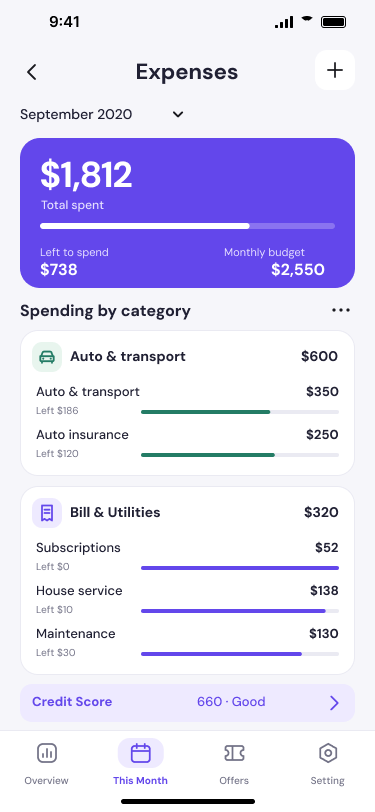 9:41
Expenses
September 2020
$1,812
Total spent
Left to spend Monthly budget
$738 $2,550
Spending by category
Auto & transport $600
Auto & transport $350
Left $186
Auto insurance $250
Left $120
Bill & Utilities $320
Subscriptions $52
Left $0
House service $138
Left $10
Maintenance $130
Left $30
Credit Score 660 · Good
Overview This Month Offers Setting